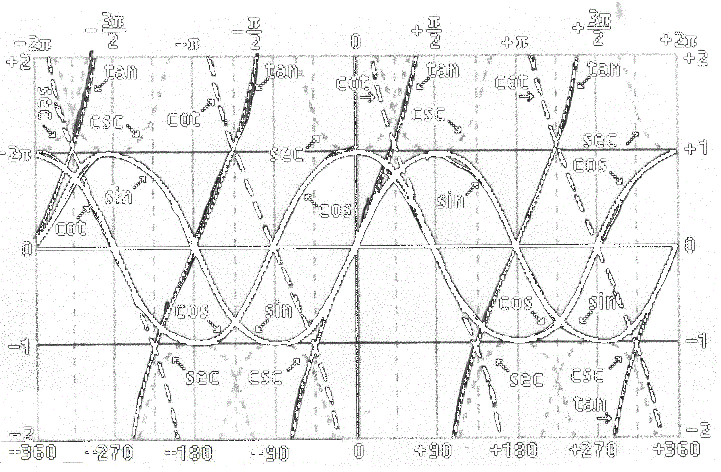 -2π -3π/2 -π -π/2 0 +π/2 +π +3π/2 +2π
+2 tan tan cot tan cot tan +2
sec csc cot csc sec
-2π sec cos +1
cot sin cos sin
0 0
cos sin cos sin
-1 sec csc sec csc -1
tan
-2 -2
-360 -270 -180 -90 0 +90 +180 +270 +360